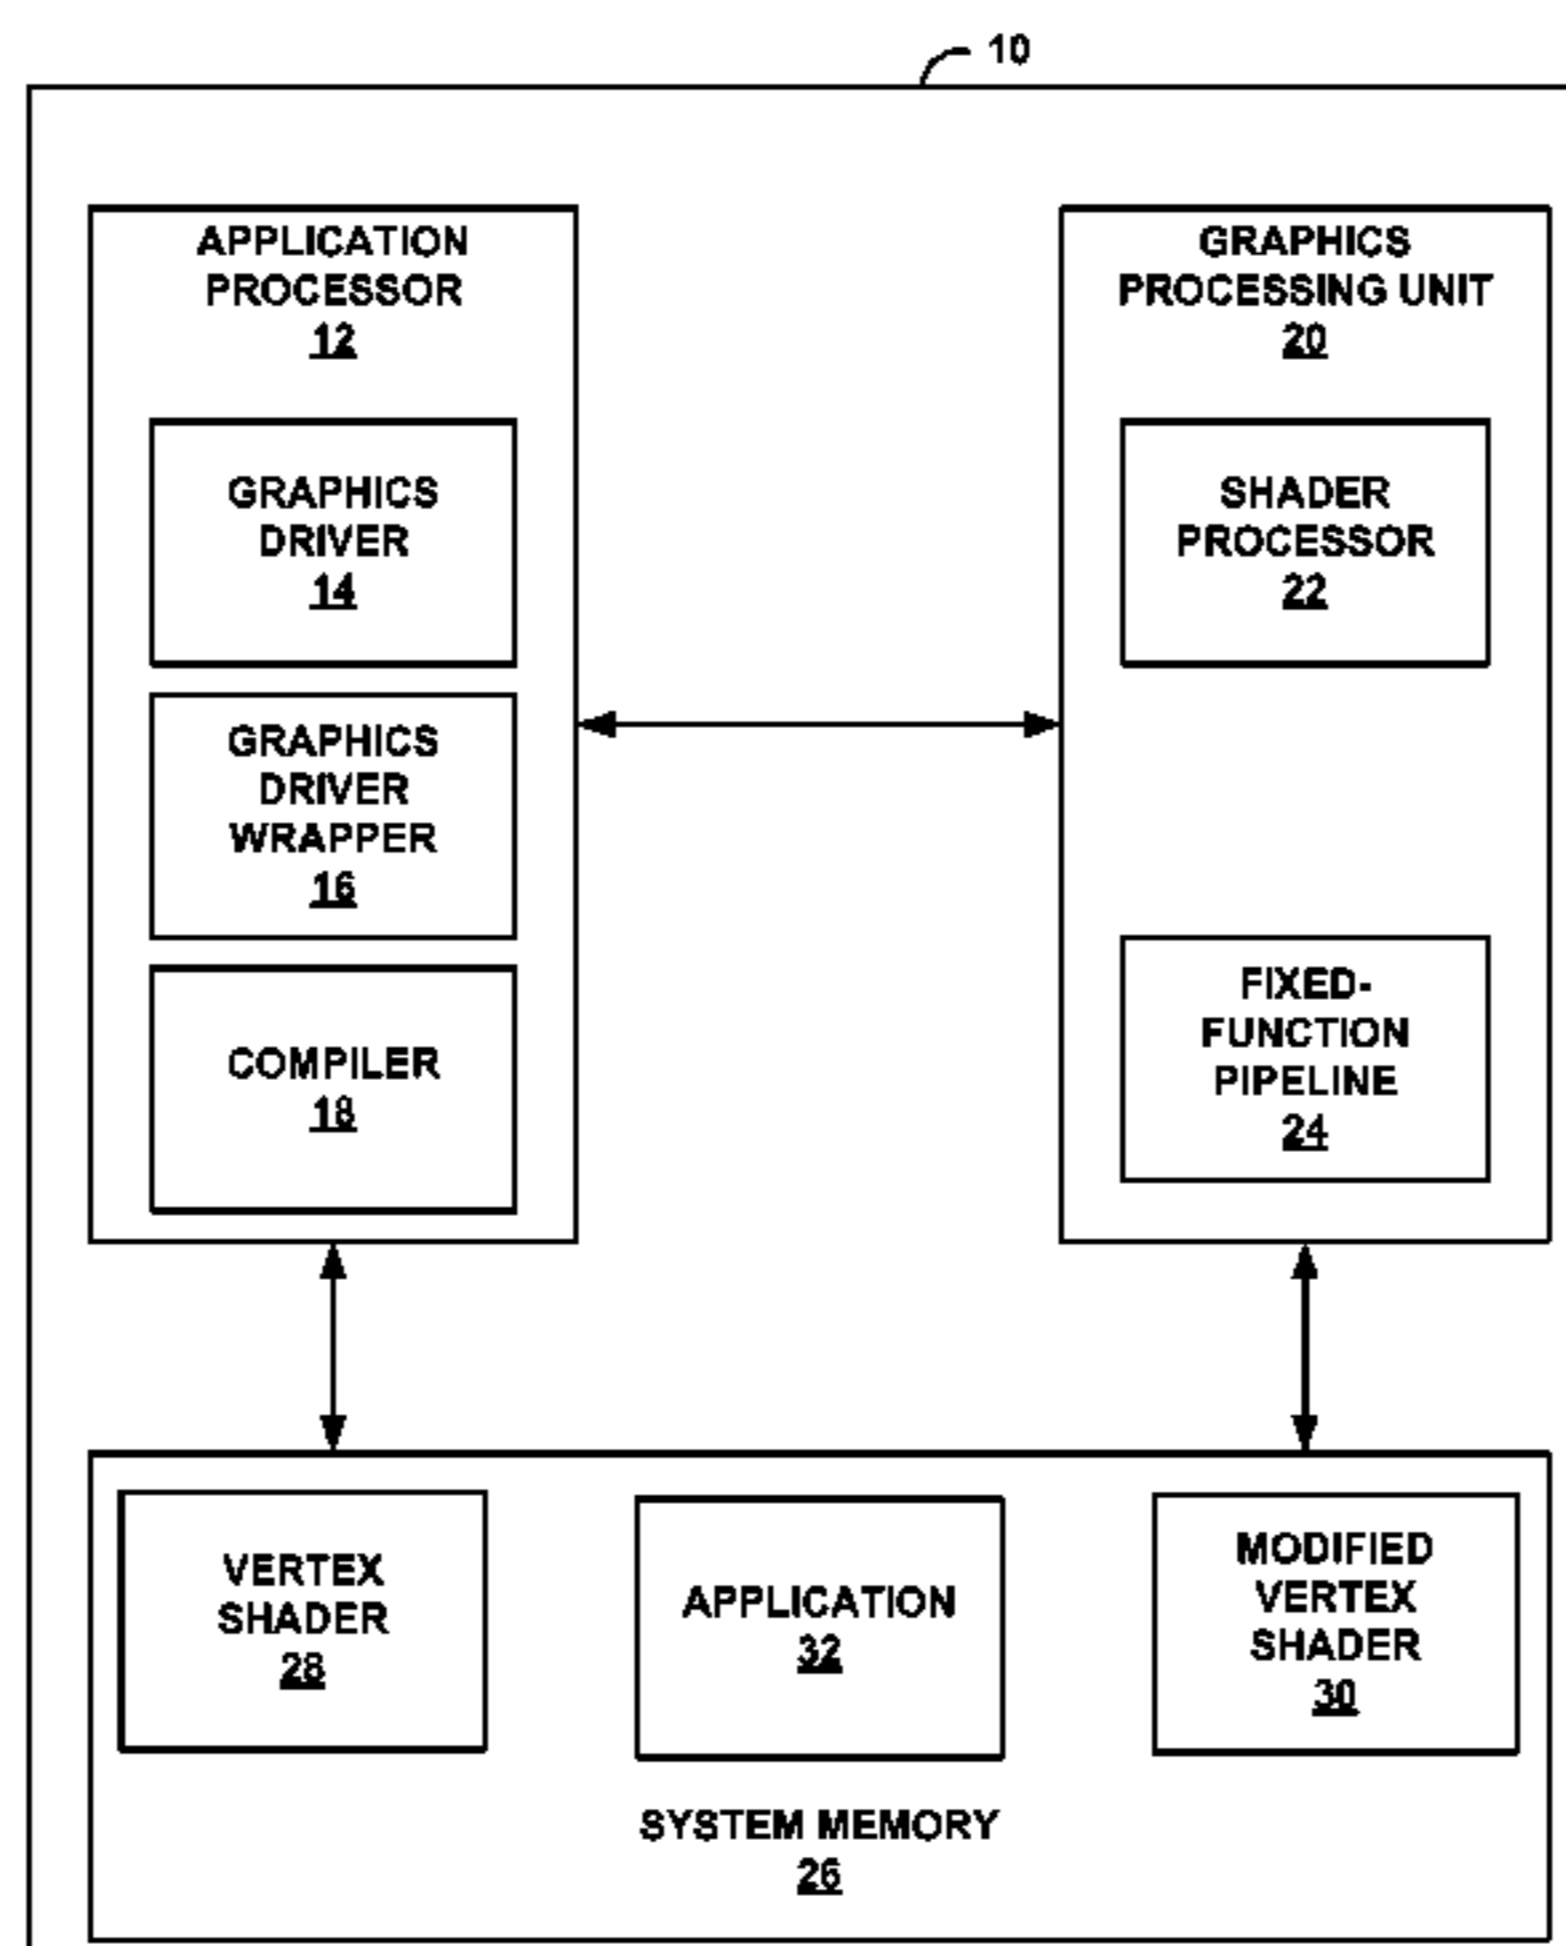 10
APPLICATION
PROCESSOR
12
GRAPHICS
DRIVER
14
GRAPHICS
DRIVER
WRAPPER
16
COMPILER
18
GRAPHICS
PROCESSING UNIT
20
SHADER
PROCESSOR
22
FIXED-
FUNCTION
PIPELINE
24
VERTEX
SHADER
28
APPLICATION
32
MODIFIED
VERTEX
SHADER
30
SYSTEM MEMORY
26